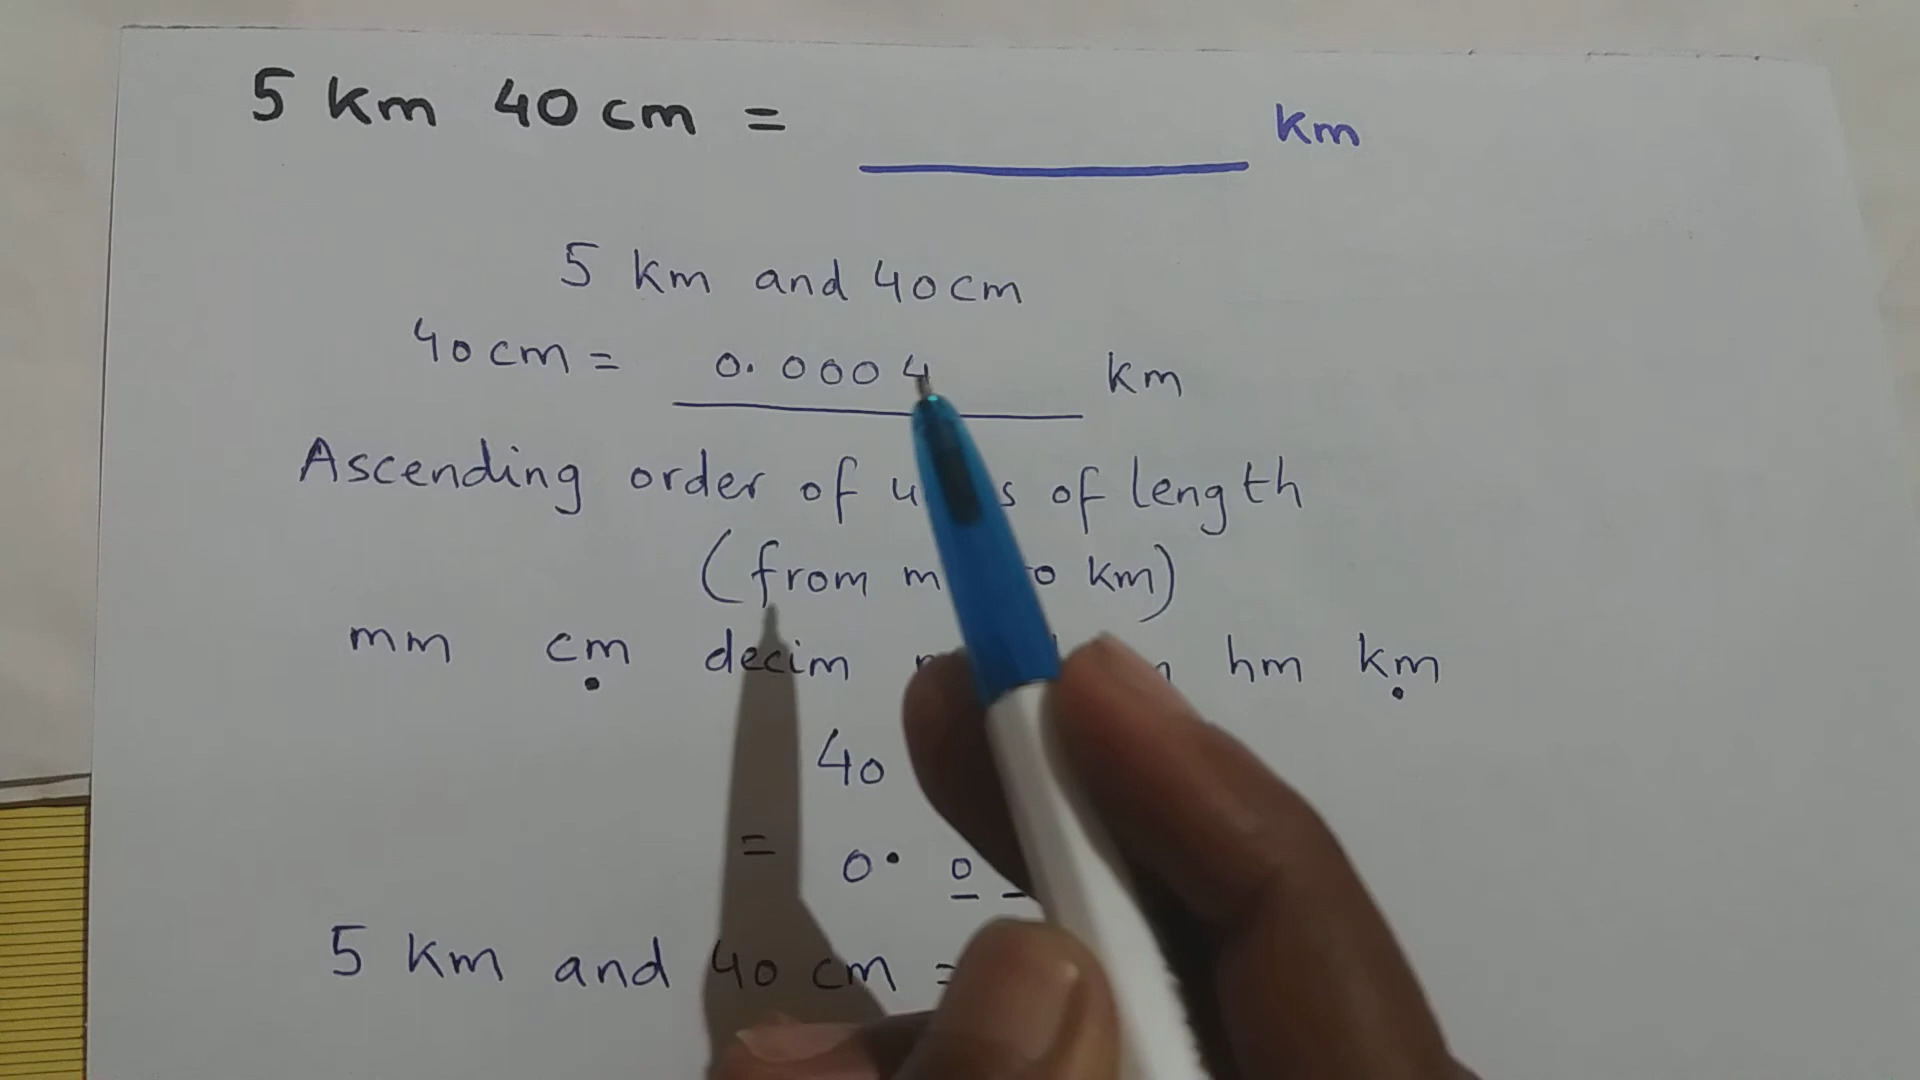 5 km 40 cm = km
5 km and 40 cm
40 cm = 0.0004 km
Ascending order of of length
(from km)
mm cm decim hm km
40
= 0. 0
5 km and 40 cm =